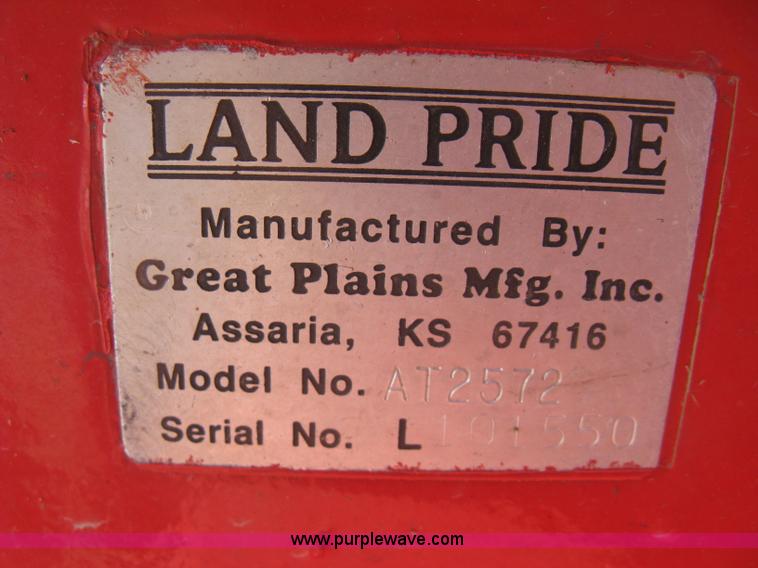 LAND PRIDE
Manufactured By:
Great Plains Mfg. Inc.
Assaria, KS 67416
Model No. AT2572
Serial No. L 101550
www.purplewave.com